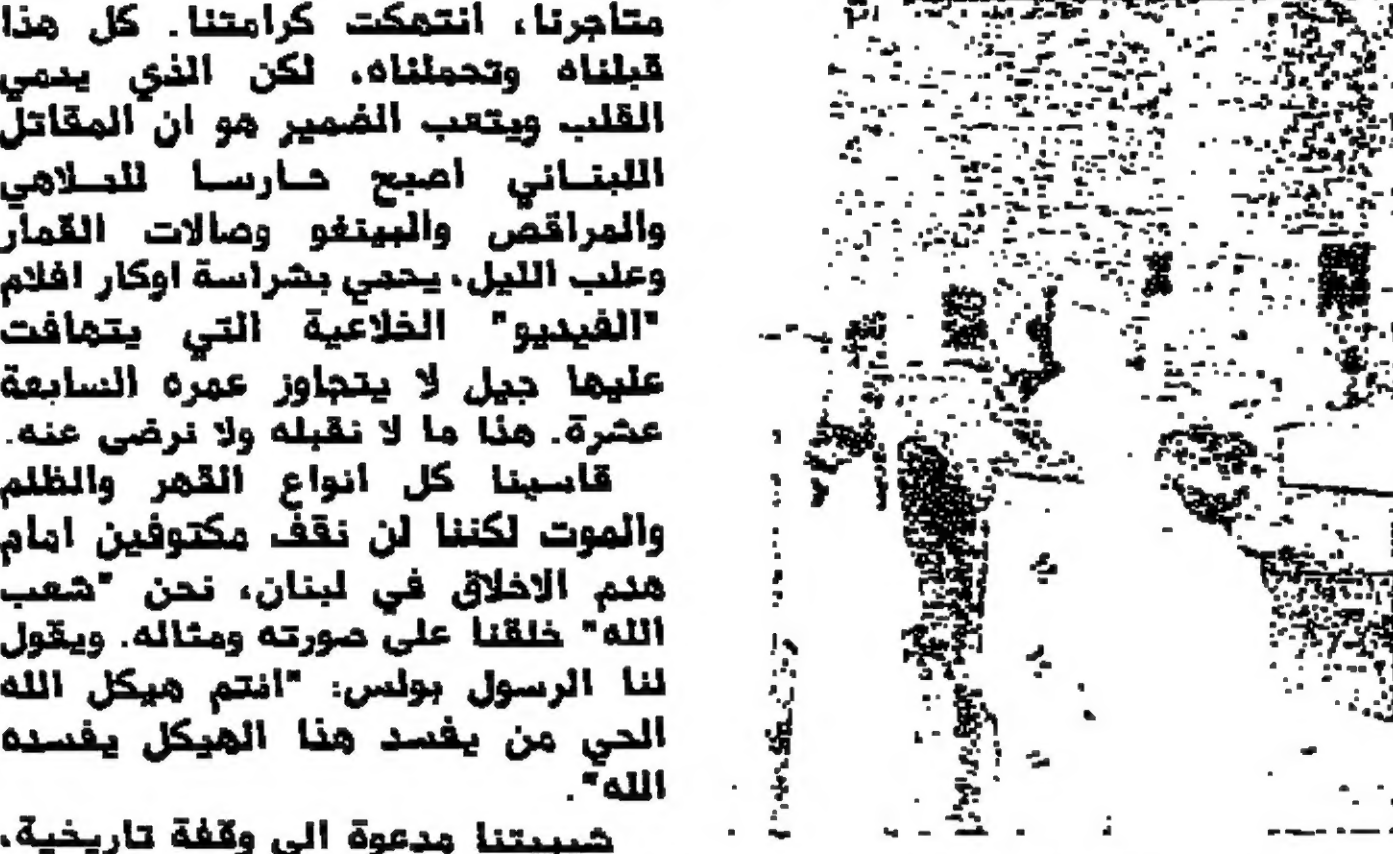 متاجرنا، انتهكت كرامتنا. كل هذا
قبلناه وتحملناه، لكن الذي يدمي
القلب ويتعب الضمير هو ان المقاتل
اللبنـاني اصبح حـارسـا للمـلاهي
والمراقص والبينغو وصالات القمار
وعلب الليل، يحمي بشراسة اوكار افلام
"الفيديو" الخلاعية التي يتهافت
عليها جيل لا يتجاوز عمره السابعة
عشرة. هذا ما لا نقبله ولا نرضى عنه.
قاسينا كل انواع القهر والظلم
والموت لكننا لن نقف مكتوفين امام
هدم الاخلاق في لبنان، نحن "شعب
الله" خلقنا على صورته ومثاله. ويقول
لنا الرسول بولس: "انتم هيكل الله
الحي من يفسد هذا الهيكل يفسده
الله".
شبيبتنا مدعوة الى وقفة تاريخية،